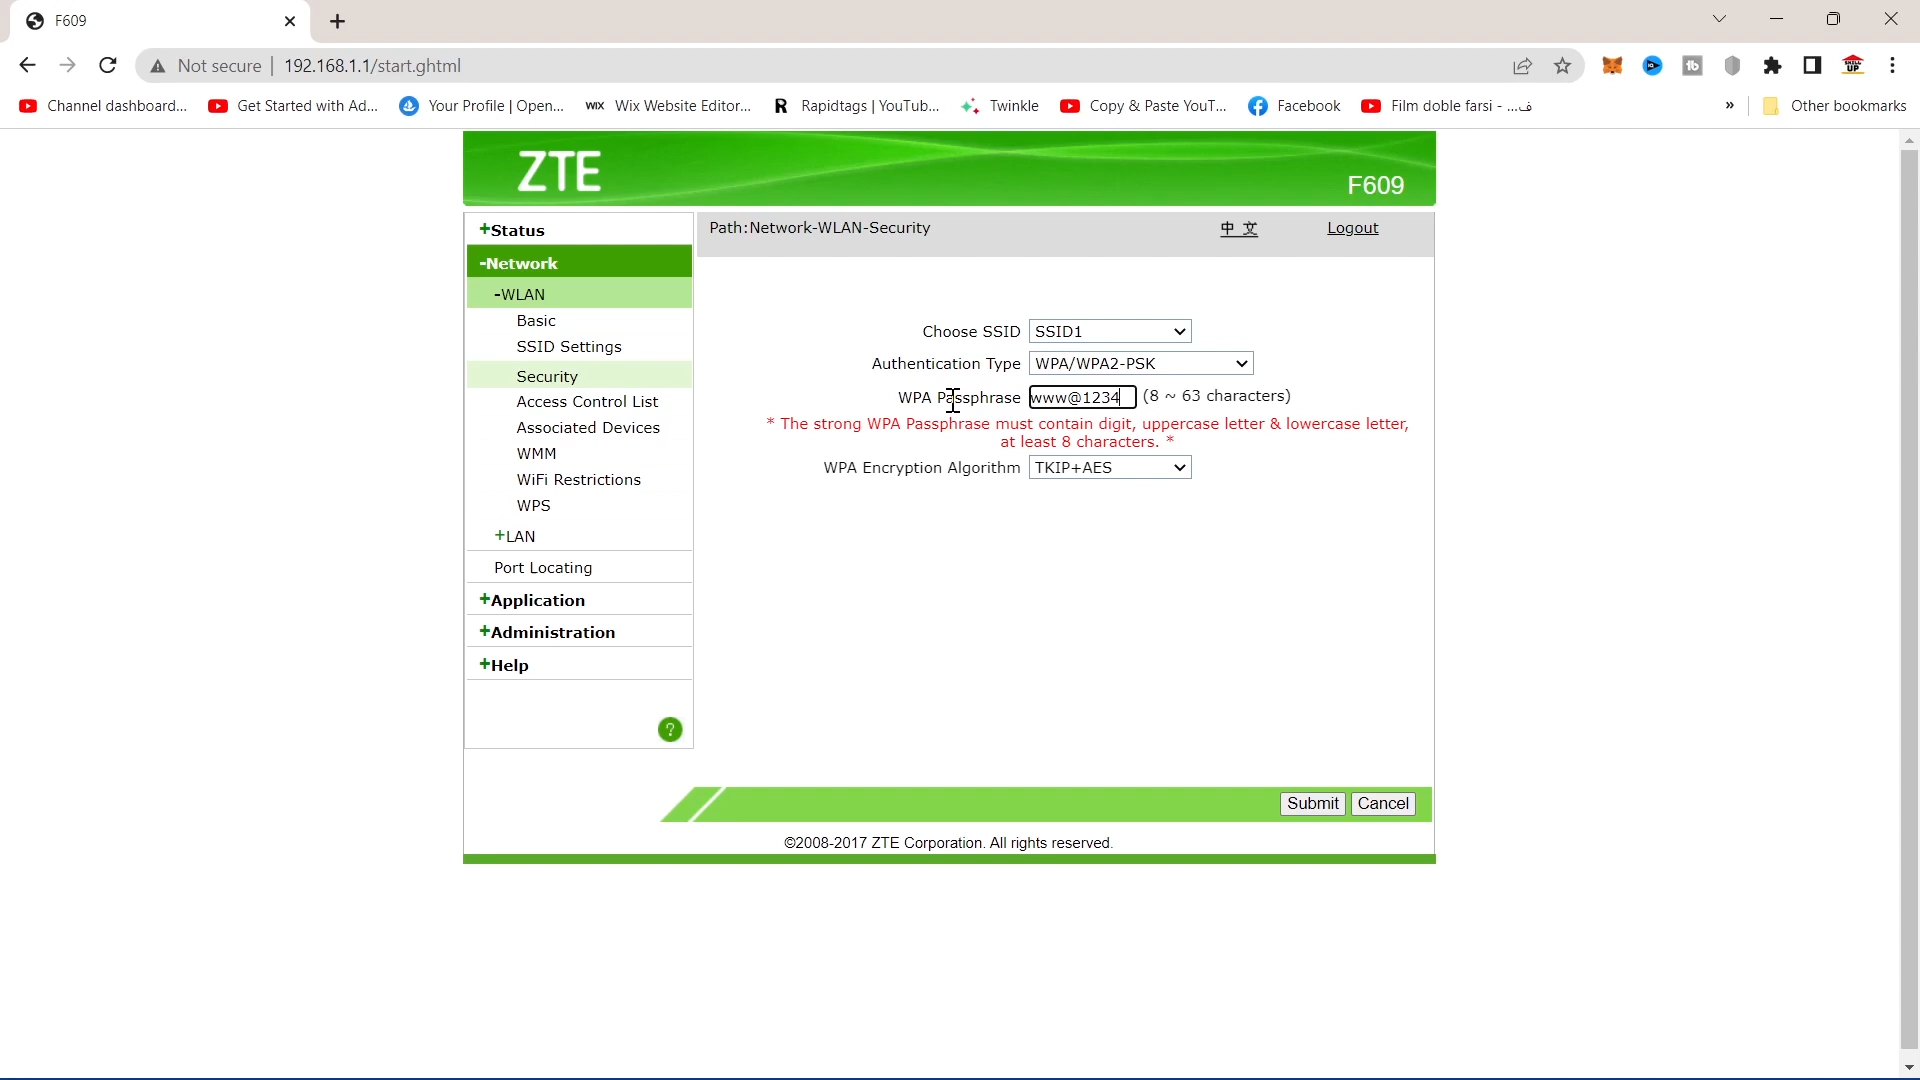 F609
Not secure
192.168.1.1/start.ghtml
Channel dashboard...
Get Started with Ad...
Your Profile | Open...
WIX
Wix Website Editor...
R
Rapidtags | YouTub...
Twinkle
Copy & Paste YouT...
Facebook
Film doble farsi - ...ف
»
Other bookmarks
ZTE
F609
+Status
Path:Network-WLAN-Security
中 文
Logout
-Network
-WLAN
Basic
SSID Settings
Security
Access Control List
Associated Devices
WMM
WiFi Restrictions
WPS
+LAN
Port Locating
+Application
+Administration
+Help
?
Choose SSID SSID1
Authentication Type WPA/WPA2-PSK
WPA Passphrase www@1234 (8 ~ 63 characters)
* The strong WPA Passphrase must contain digit, uppercase letter & lowercase letter,
at least 8 characters. *
WPA Encryption Algorithm TKIP+AES
Submit Cancel
©2008-2017 ZTE Corporation. All rights reserved.